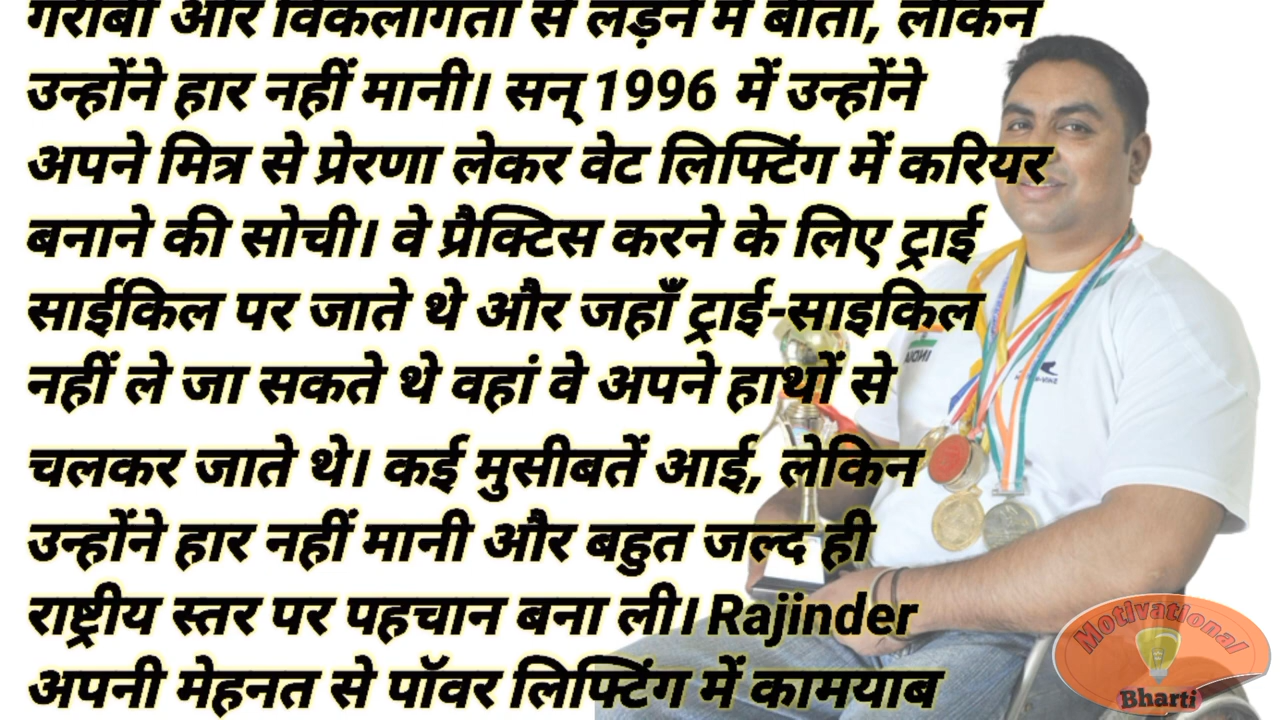 गरीबी और विकलांगता से लड़ने में बीता, लेकिन
उन्होंने हार नहीं मानी। सन् 1996 में उन्होंने
अपने मित्र से प्रेरणा लेकर वेट लिफ्टिंग में करियर
बनाने की सोची। वे प्रैक्टिस करने के लिए ट्राई
साईकिल पर जाते थे और जहाँ ट्राई-साइकिल
नहीं ले जा सकते थे वहां वे अपने हाथों से
चलकर जाते थे। कई मुसीबतें आई, लेकिन
उन्होंने हार नहीं मानी और बहुत जल्द ही
राष्ट्रीय स्तर पर पहचान बना ली। Rajinder
अपनी मेहनत से पॉवर लिफ्टिंग में कामयाब
Motivational
Bharti